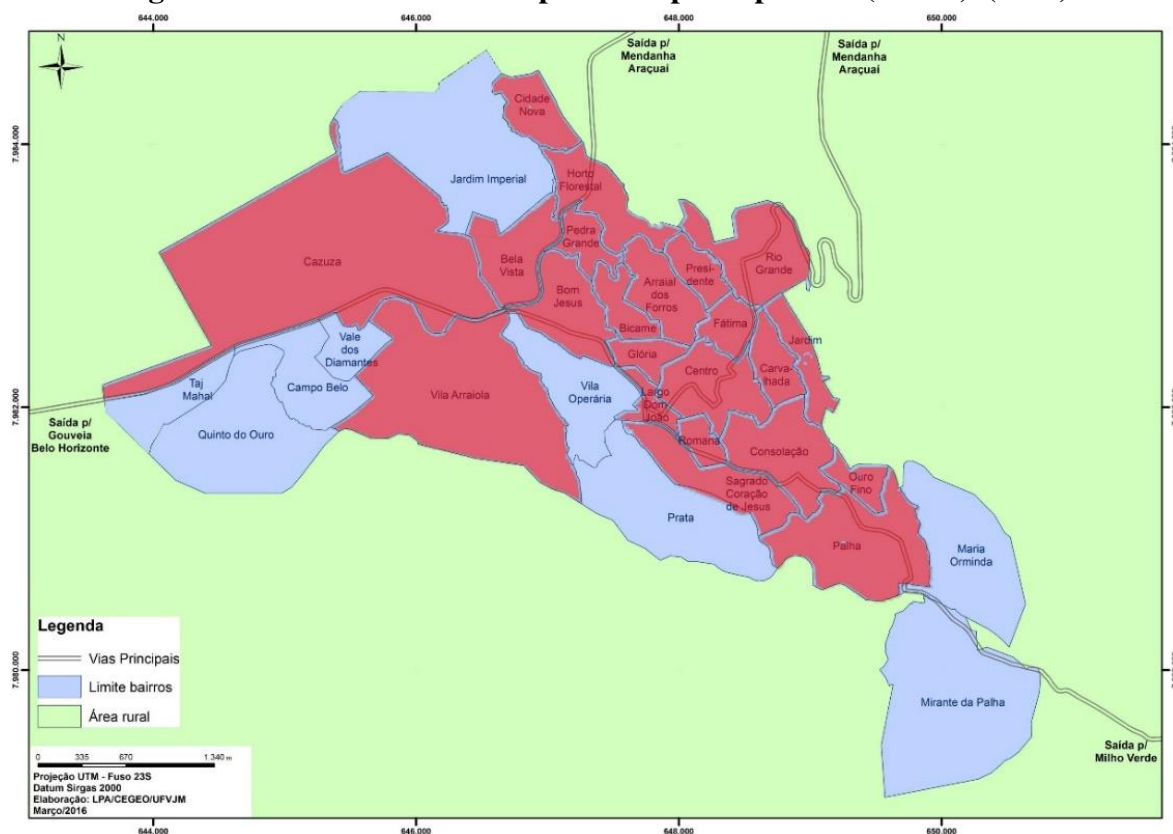 644.000
646.000
648.000
650.000
N
Saída p/
Mendanha
Araçuaí
Saída p/
Mendanha
Araçuaí
7.984.000
Cidade
Nova
Jardim Imperial
Horto
Florestal
Pedra
Grande
Cazuza
Bela
Vista
Rio
Grande
Presi-
dente
Arraial
dos
Forros
Bom
Jesus
Bicame
Fátima
Jardim
Glória
Vale
dos
Diamantes
Centro
Carva-
lhada
Taj
Mahal
Campo Belo
Vila Arraiola
Vila
Operária
Largo
Dom
João
7.982.000
Saída p/
Gouveia
Belo Horizonte
Quinto do Ouro
Romana
Consolação
Sagrado
Coração
de Jesus
Ouro
Fino
Prata
Palha
Maria
Orminda
Mirante da Palha
Saída p/
Milho Verde
7.980.000
Legenda
Vias Principais
Limite bairros
Área rural
0 335 670 1.340 m
Projeção UTM - Fuso 23S
Datum Sirgas 2000
Elaboração: LPA/CEGEO/UFVJM
Março/2016
644.000
646.000
648.000
650.000